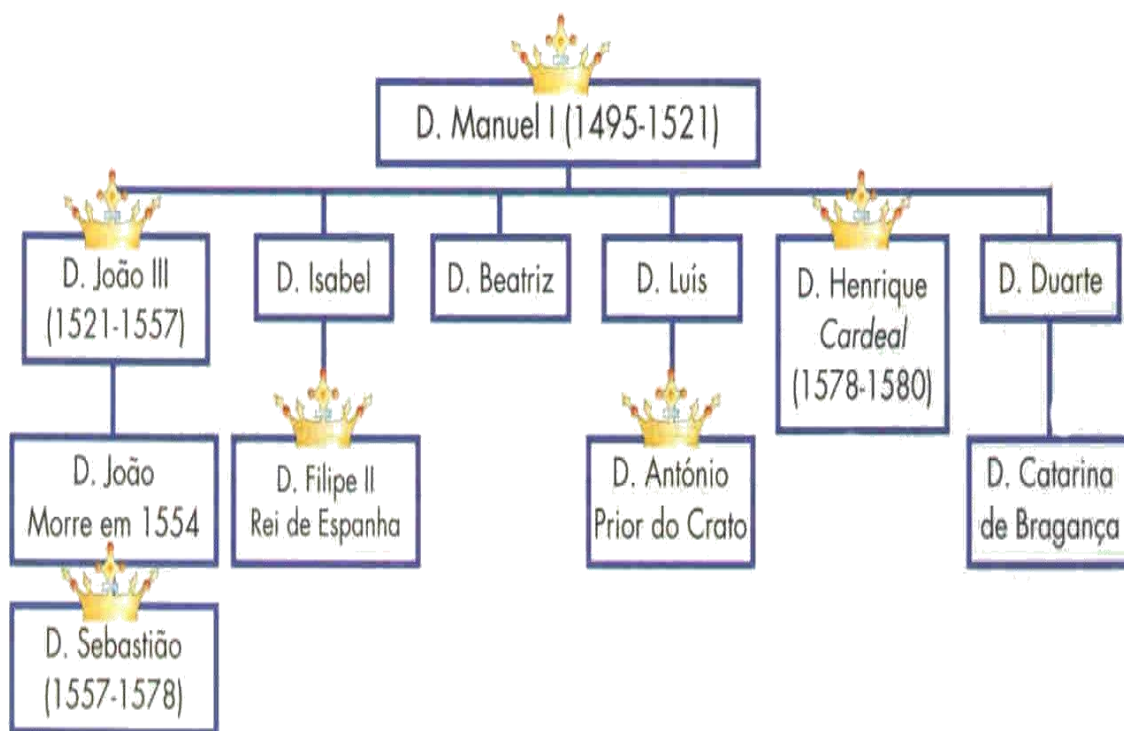 D. Manuel I (1495-1521)
D. João III
(1521-1557)
D. Isabel
D. Beatriz
D. Luís
D. Henrique
Cardeal
(1578-1580)
D. Duarte
D. João
Morre em 1554
D. Filipe II
Rei de Espanha
D. António
Prior do Crato
D. Catarina
de Bragança
D. Sebastião
(1557-1578)